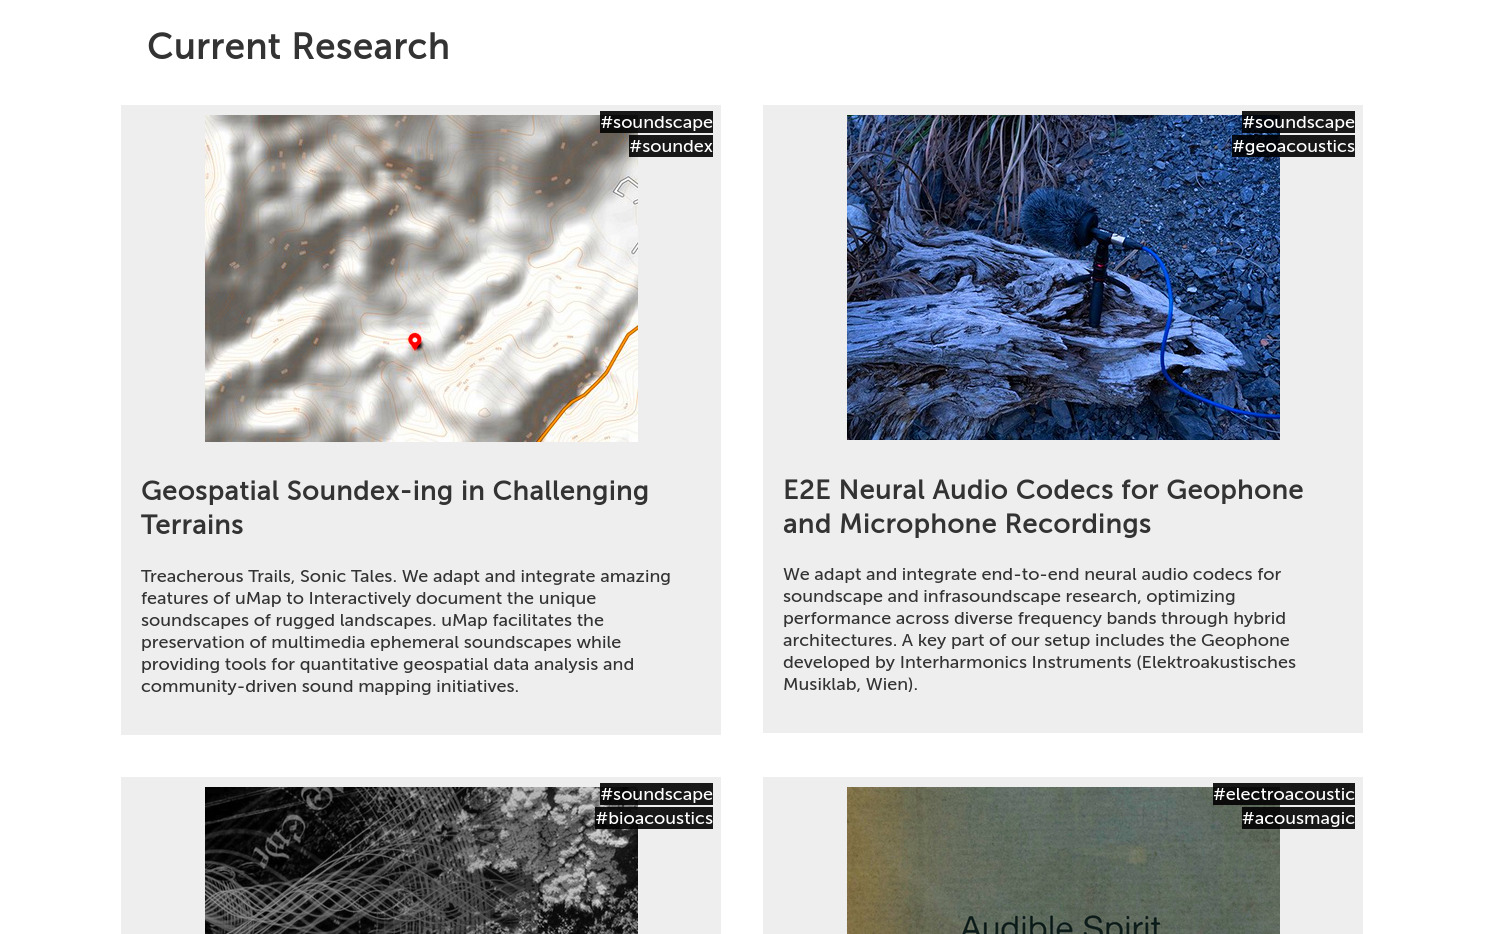 Current Research
#soundscape
#soundex
Geospatial Soundex-ing in Challenging
Terrains
Treacherous Trails, Sonic Tales. We adapt and integrate amazing
features of uMap to Interactively document the unique
soundscapes of rugged landscapes. uMap facilitates the
preservation of multimedia ephemeral soundscapes while
providing tools for quantitative geospatial data analysis and
community-driven sound mapping initiatives.
#soundscape
#geoacoustics
E2E Neural Audio Codecs for Geophone
and Microphone Recordings
We adapt and integrate end-to-end neural audio codecs for
soundscape and infrasoundscape research, optimizing
performance across diverse frequency bands through hybrid
architectures. A key part of our setup includes the Geophone
developed by Interharmonics Instruments (Elektroakustisches
Musiklab, Wien).
#soundscape
#bioacoustics
#electroacoustic
#acousmagic
Audible Spirit